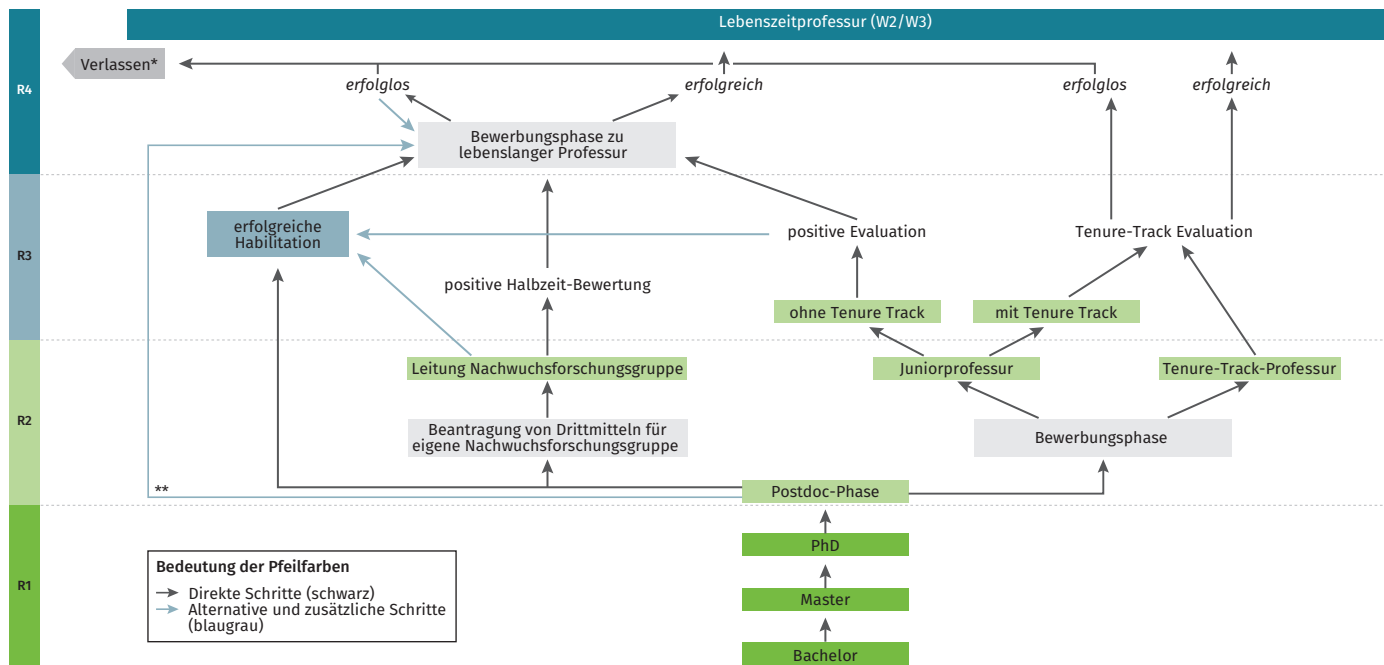 Lebenszeitprofessur (W2/W3)
Verlassen*
R4
erfolglos
erfolgreich
erfolglos
erfolgreich
Bewerbungsphase zu
lebenslanger Professur
R3
erfolgreiche
Habilitation
positive Evaluation
Tenure-Track Evaluation
positive Halbzeit-Bewertung
ohne Tenure Track
mit Tenure Track
R2
Leitung Nachwuchsforschungsgruppe
Juniorprofessur
Tenure-Track-Professur
Beantragung von Drittmitteln für
eigene Nachwuchsforschungsgruppe
Bewerbungsphase
**
Postdoc-Phase
R1
PhD
Master
Bachelor
Bedeutung der Pfeilfarben
Direkte Schritte (schwarz)
Alternative und zusätzliche Schritte
(blaugrau)